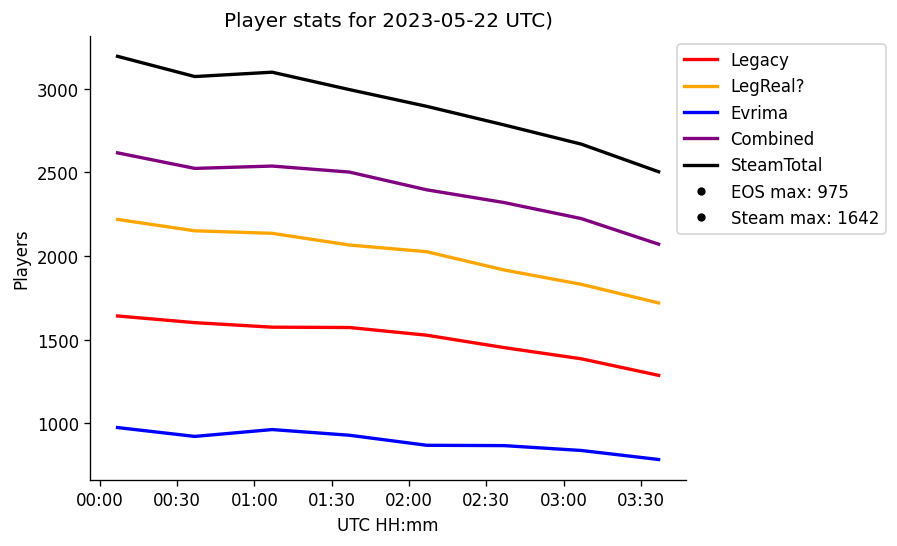 Player stats for 2023-05-22 UTC)
Legacy
LegReal?
Evrima
Combined
SteamTotal
EOS max: 975
Steam max: 1642
Players
3000
2500
2000
1500
1000
00:00 00:30 01:00 01:30 02:00 02:30 03:00 03:30
UTC HH:mm